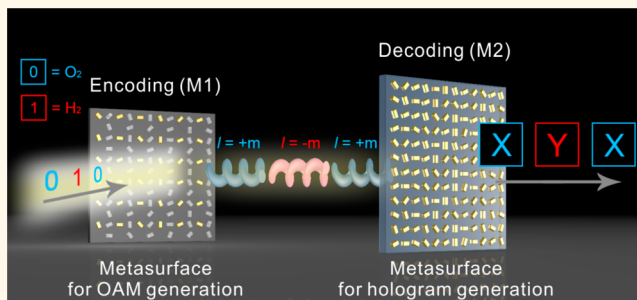 0 = O₂
1 = H₂
Encoding (M1)
Decoding (M2)
l = +m
l = -m
l = +m
0 1 0
X Y X
Metasurface
for OAM generation
Metasurface
for hologram generation